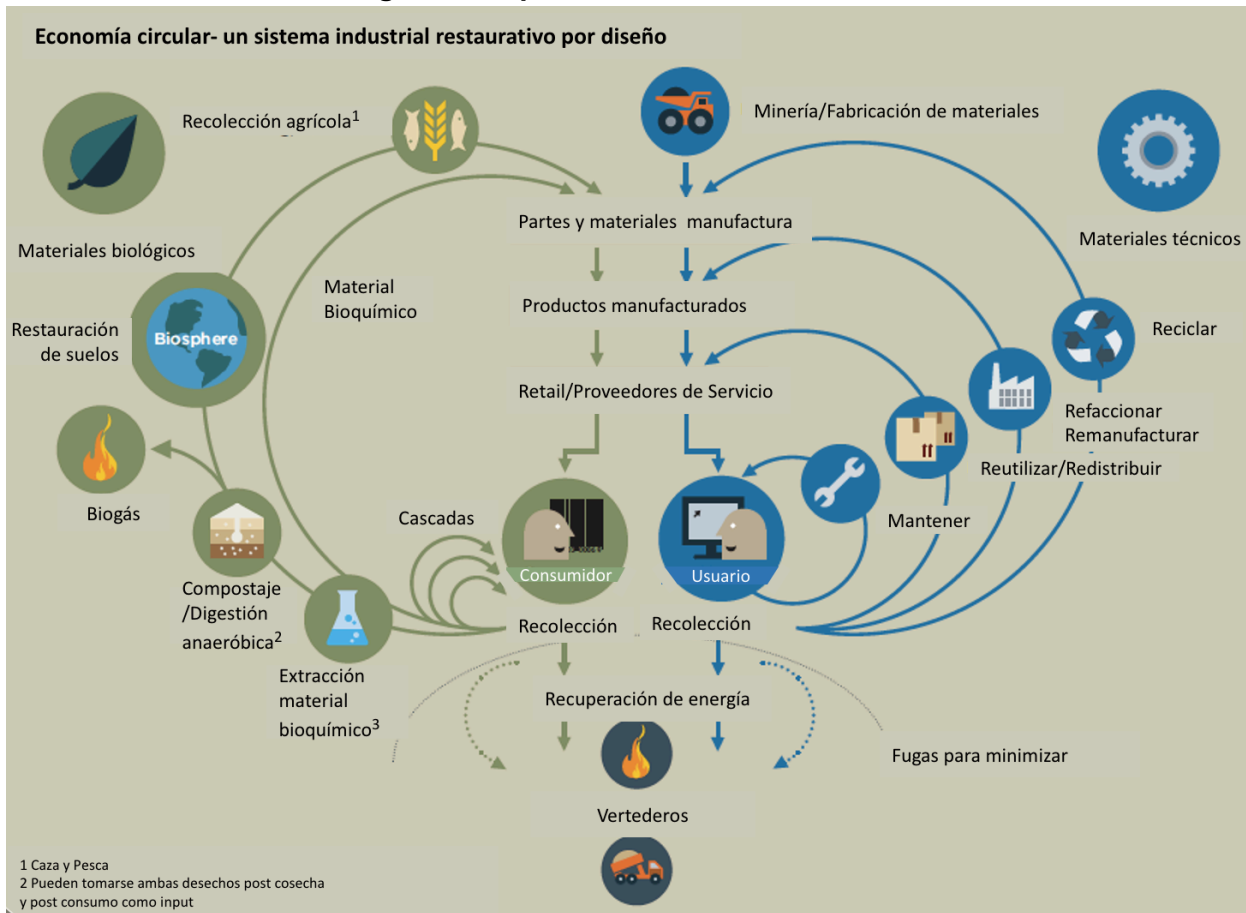 Economía circular- un sistema industrial restaurativo por diseño
Recolección agrícola1
Minería/Fabricación de materiales
Materiales biológicos
Materiales técnicos
Partes y materiales manufactura
Material
Bioquímico
Productos manufacturados
Restauración
de suelos
Biosphere
Reciclar
Retail/Proveedores de Servicio
Refaccionar
Remanufacturar
Reutilizar/Redistribuir
Biogás
Cascadas
Mantener
Consumidor
Usuario
Compostaje
/Digestión
anaeróbica2
Recolección
Recolección
Extracción
material
bioquímico3
Recuperación de energía
Fugas para minimizar
Vertederos
1 Caza y Pesca
2 Pueden tomarse ambas desechos post cosecha
y post consumo como input